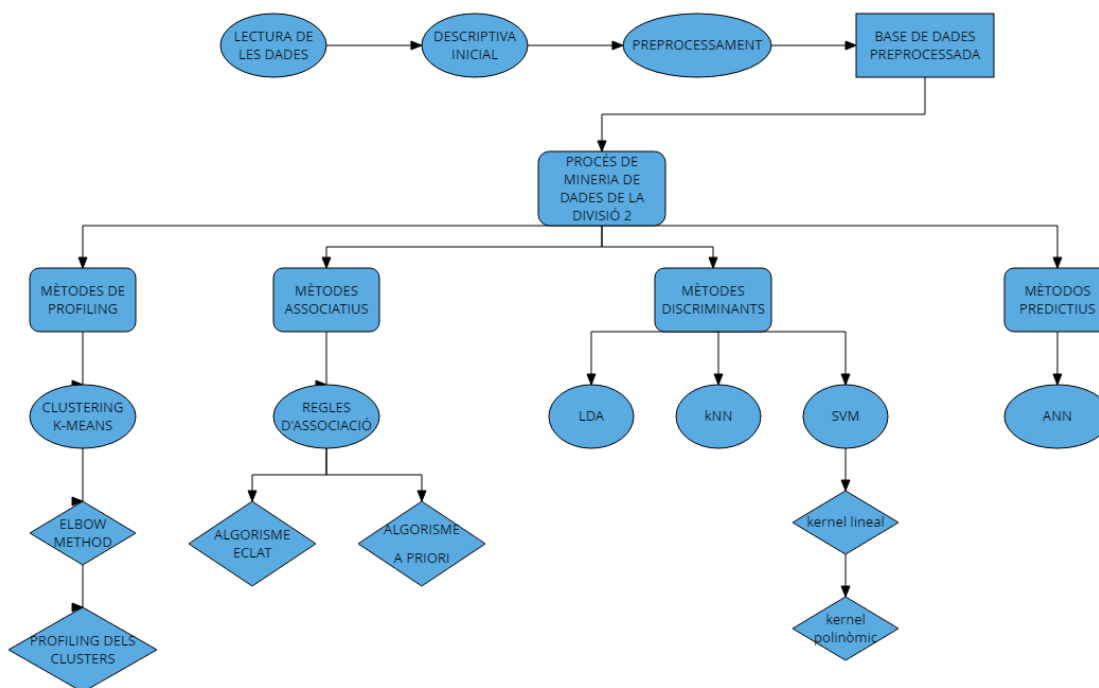 LECTURA DE
LES DADES
DESCRIPTIVA
INICIAL
PREPROCESSAMENT
BASE DE DADES
PREPROCESSADA
PROCÉS DE
MINERIA DE
DADES DE LA
DIVISIÓ 2
MÈTODES DE
PROFILING
MÈTODES
ASSOCIATIUS
MÈTODES
DISCRIMINANTS
MÈTODOS
PREDICTIUS
CLUSTERING
K-MEANS
REGLES
D'ASSOCIACIÓ
LDA
kNN
SVM
ANN
ELBOW
METHOD
ALGORISME
ECLAT
ALGORISME
A PRIORI
kernel lineal
PROFILING DELS
CLUSTERS
kernel
polinòmic